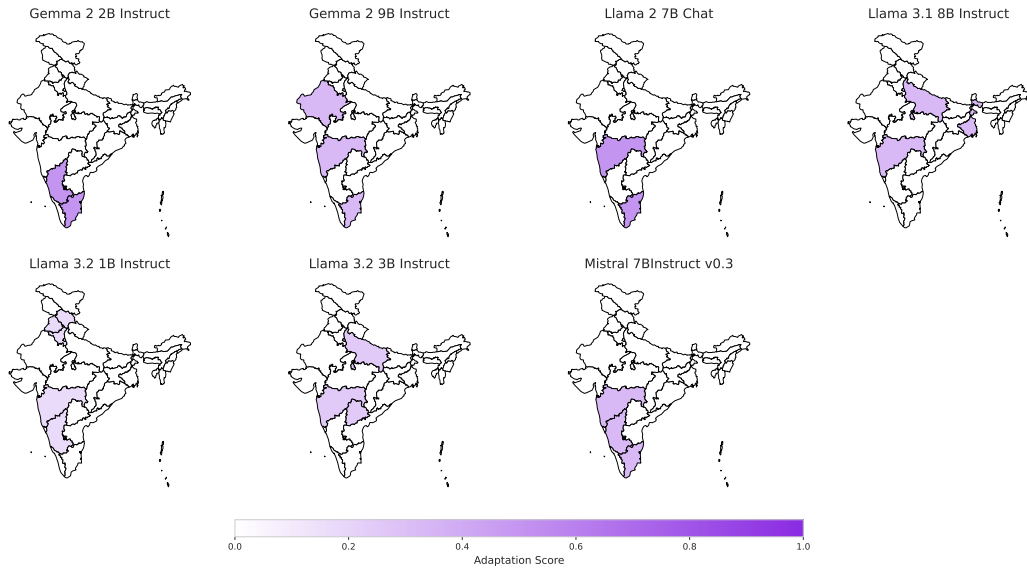 Gemma 2 2B Instruct
Gemma 2 9B Instruct
Llama 2 7B Chat
Llama 3.1 8B Instruct
Llama 3.2 1B Instruct
Llama 3.2 3B Instruct
Mistral 7BInstruct v0.3
0.0 0.2 0.4 0.6 0.8 1.0
Adaptation Score